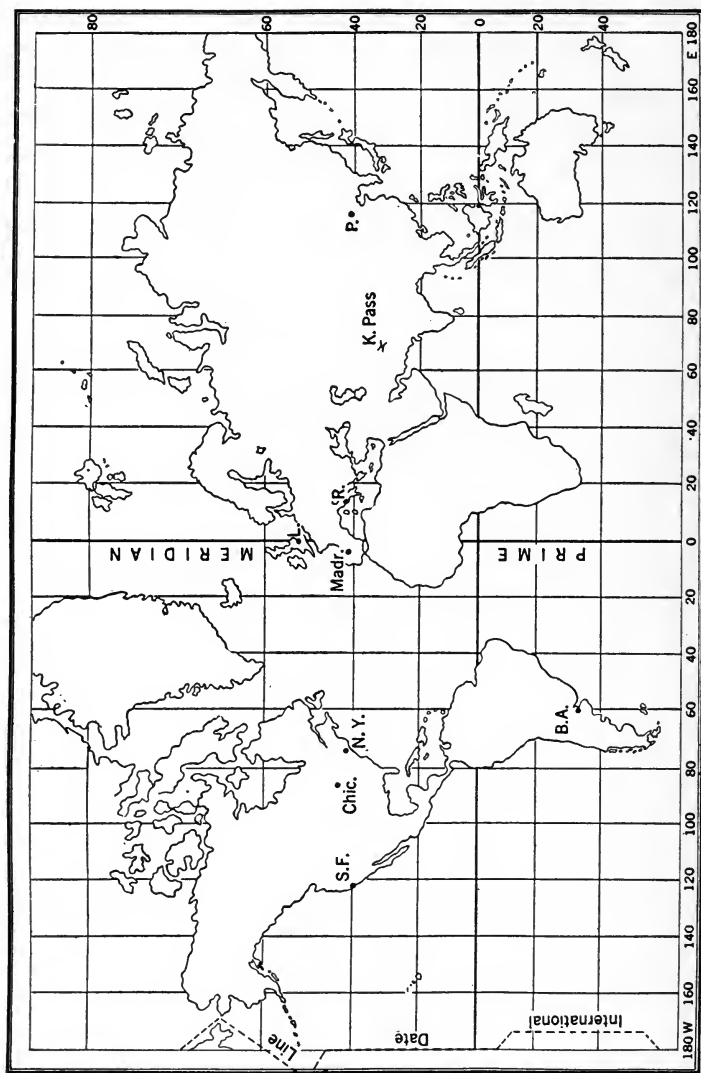 80
60
40
20
0
20
40
MERIDIAN
PRIME
L.
Madr.
R.
K. Pass
P.
S.F.
Chic.
N. Y.
B.A.
International
Date
Line
180 W
160
140
120
100
80
60
40
20
0
20
40
60
80
100
120
140
160
E 180